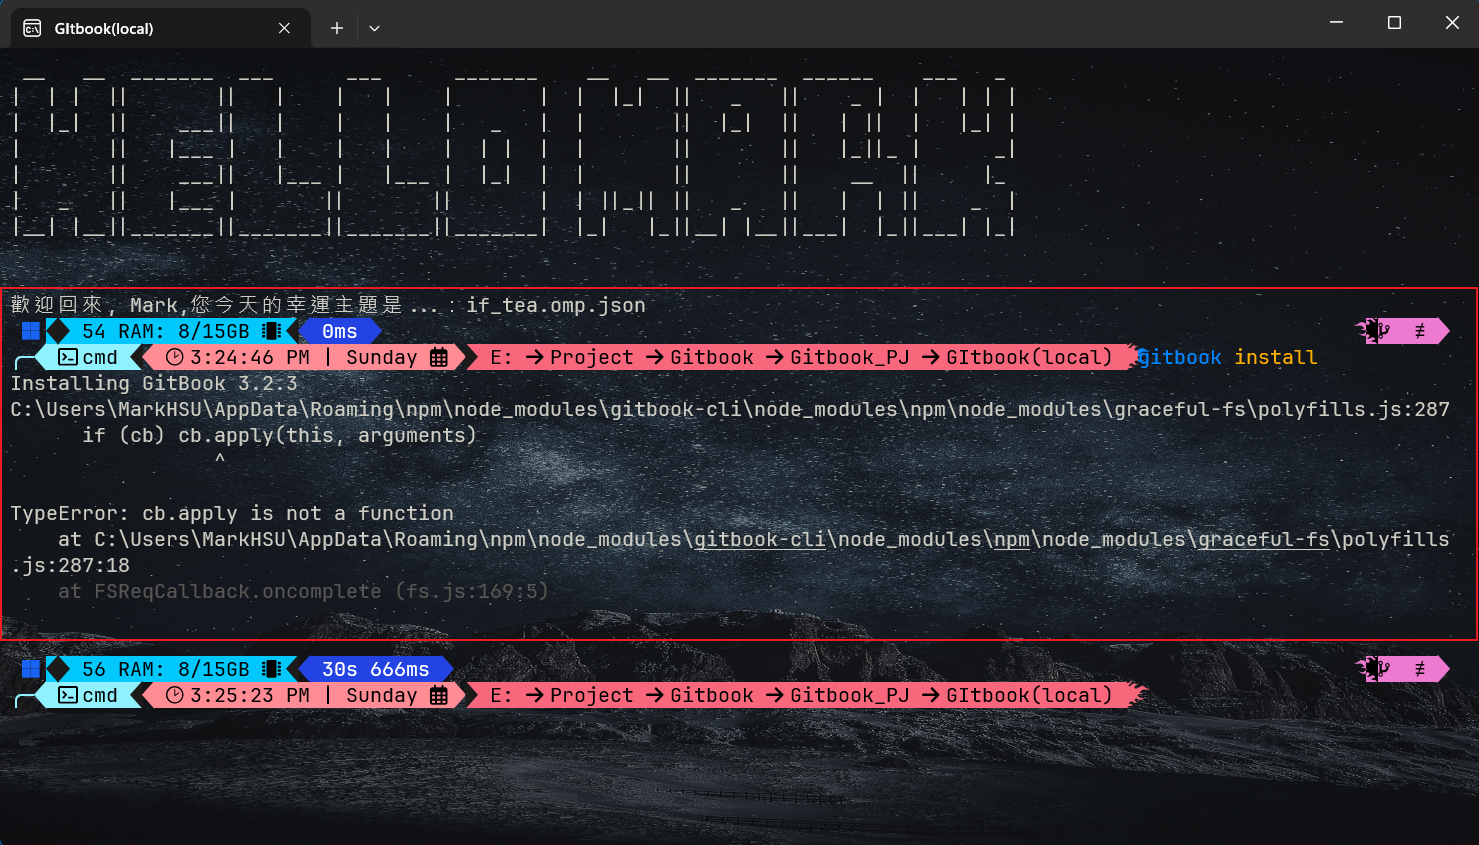 GItbook(local)
HELLO MARK
歡迎回來, Mark,您今天的幸運主題是...：if_tea.omp.json
54 RAM: 8/15GB 0ms ≢
cmd 3:24:46 PM | Sunday E: → Project → Gitbook → Gitbook_PJ → GItbook(local) gitbook install
Installing GitBook 3.2.3
C:\Users\MarkHSU\AppData\Roaming\npm\node_modules\gitbook-cli\node_modules\npm\node_modules\graceful-fs\polyfills.js:287
if (cb) cb.apply(this, arguments)
^
TypeError: cb.apply is not a function
at C:\Users\MarkHSU\AppData\Roaming\npm\node_modules\gitbook-cli\node_modules\npm\node_modules\graceful-fs\polyfills
.js:287:18
at FSReqCallback.oncomplete (fs.js:169:5)
56 RAM: 8/15GB 30s 666ms ≢
cmd 3:25:23 PM | Sunday E: → Project → Gitbook → Gitbook_PJ → GItbook(local)